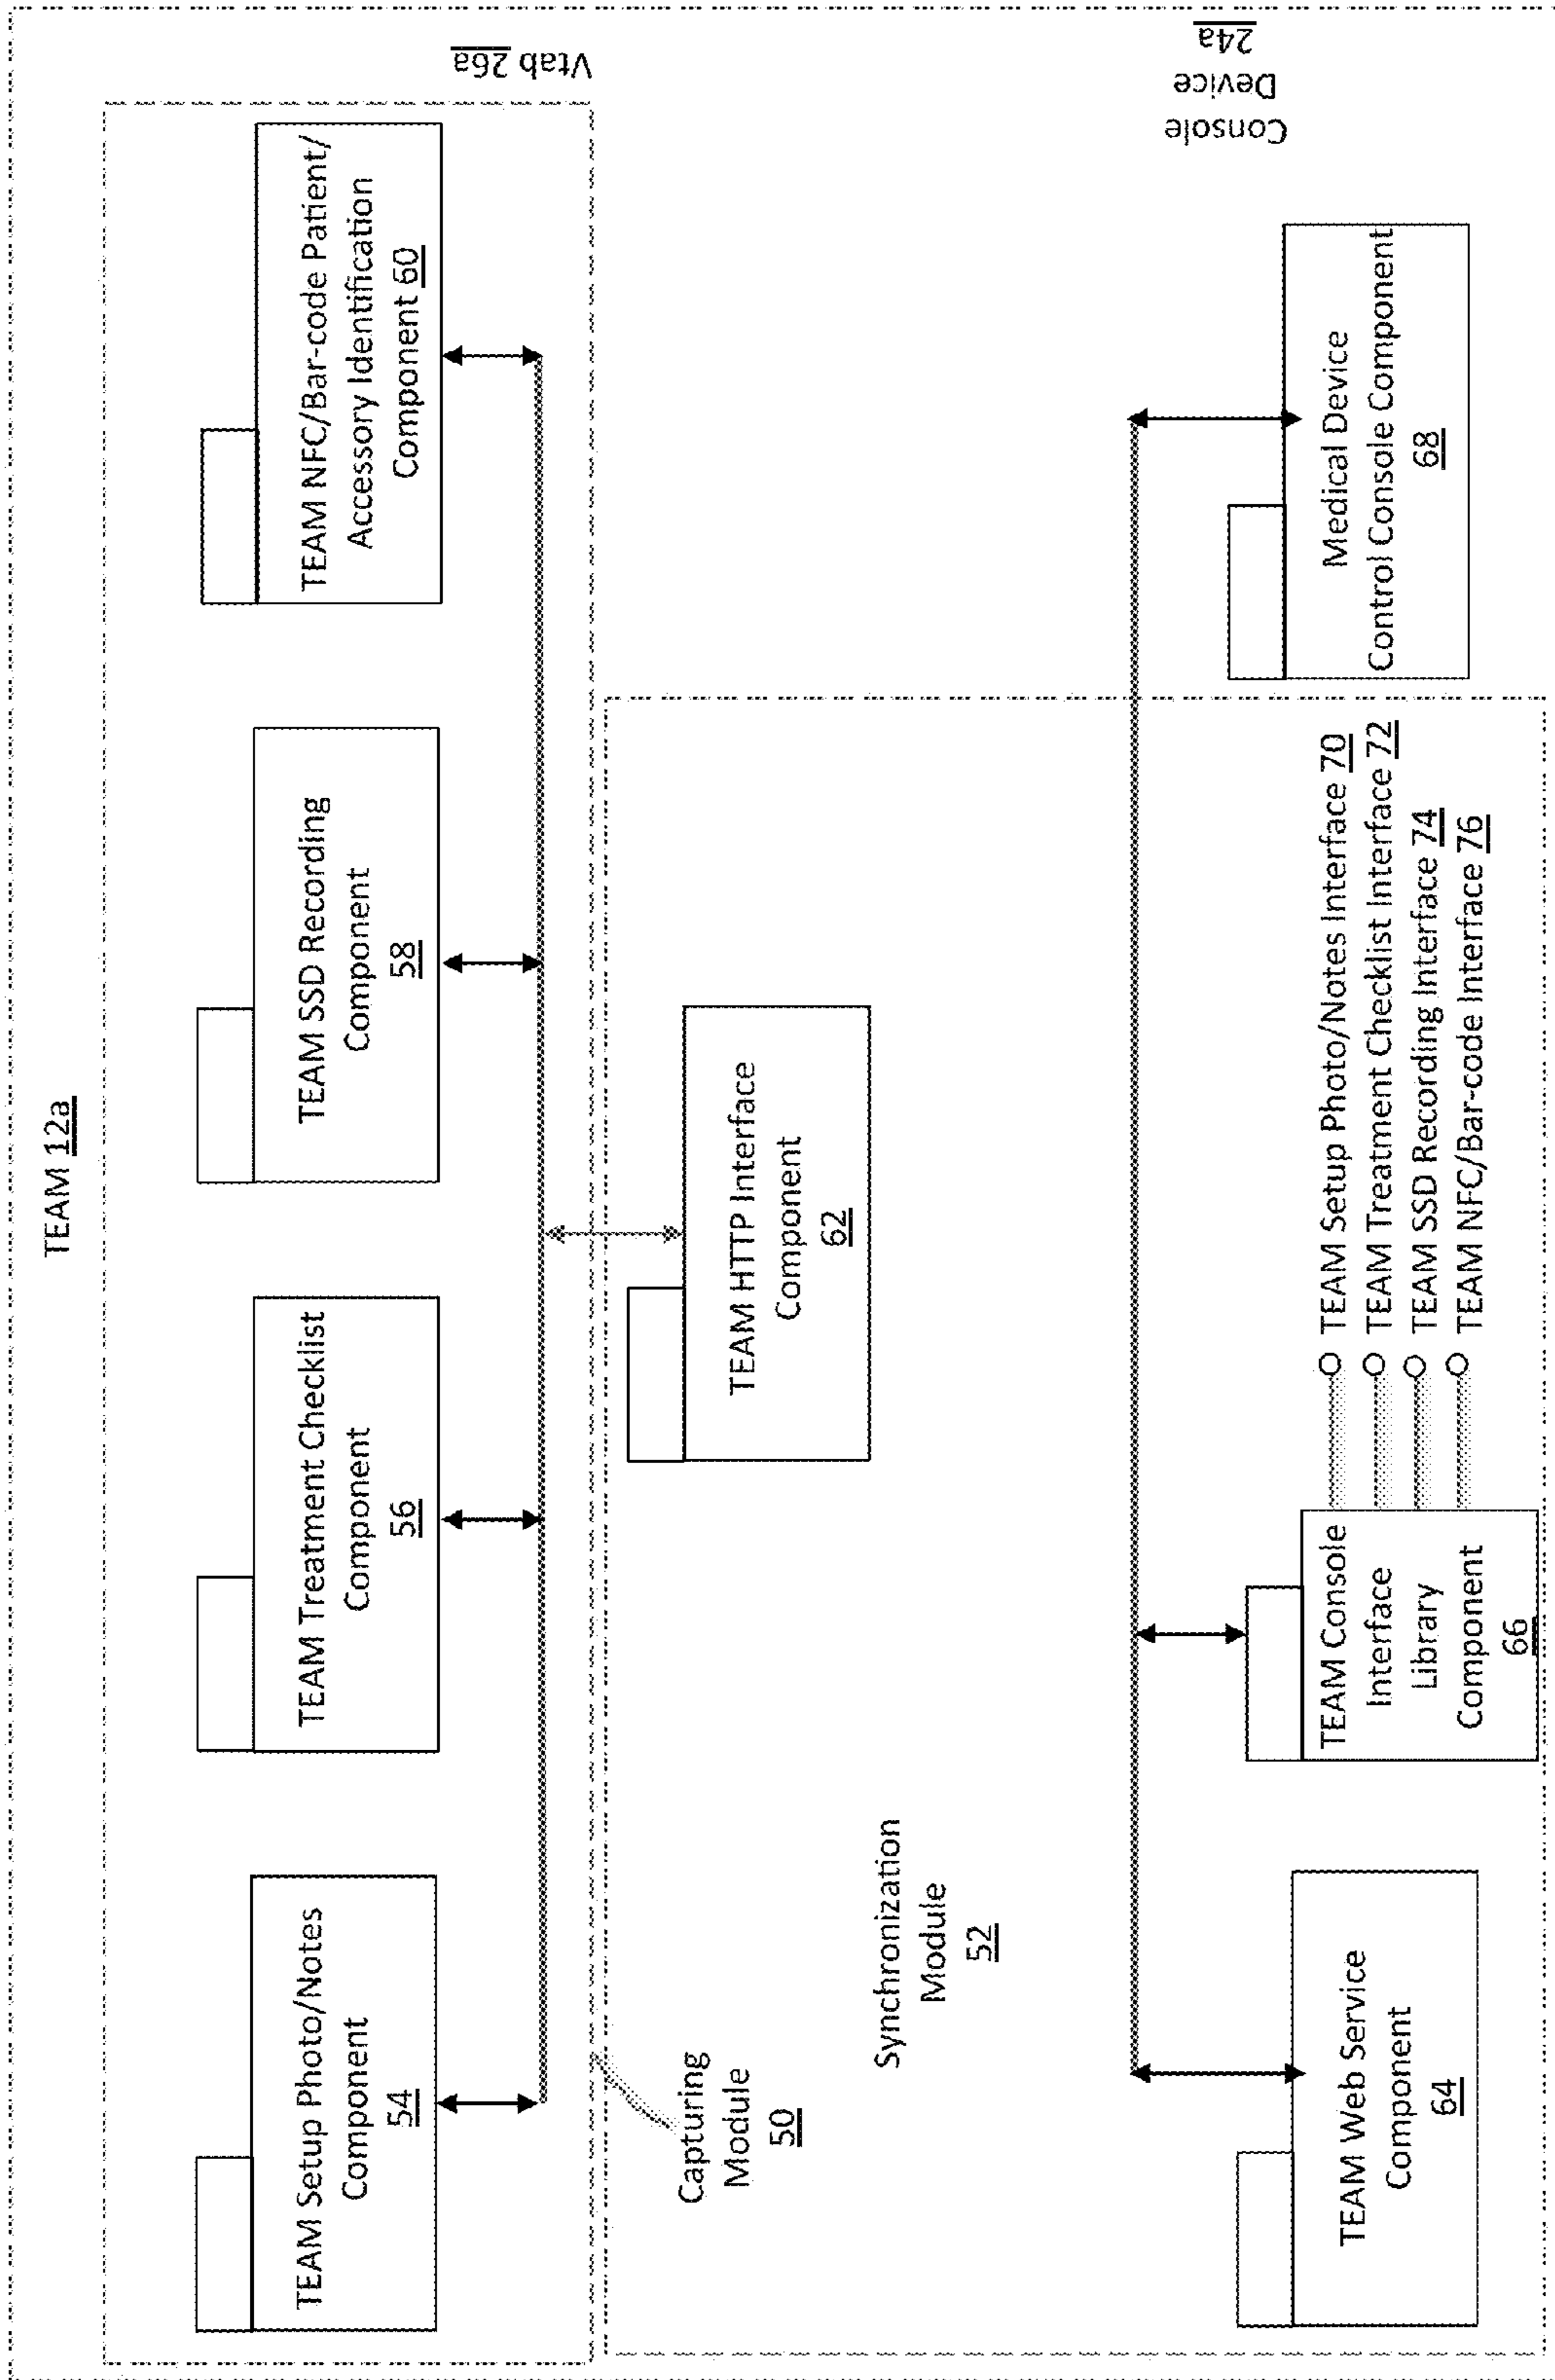 TEAM 12a
TEAM Setup Photo/Notes
Component
54
TEAM Treatment Checklist
Component
56
TEAM SSD Recording
Component
58
TEAM NFC/Bar-code Patient/
Accessory Identification
Component 60
Vtab 26a
Capturing
Module
50
TEAM HTTP Interface
Component
62
Synchronization
Module
52
TEAM Web Service
Component
64
TEAM Console
Interface
Library
Component
66
TEAM Setup Photo/Notes Interface 70
TEAM Treatment Checklist Interface 72
TEAM SSD Recording Interface 74
TEAM NFC/Bar-code Interface 76
Medical Device
Control Console Component
68
Console
Device
24a